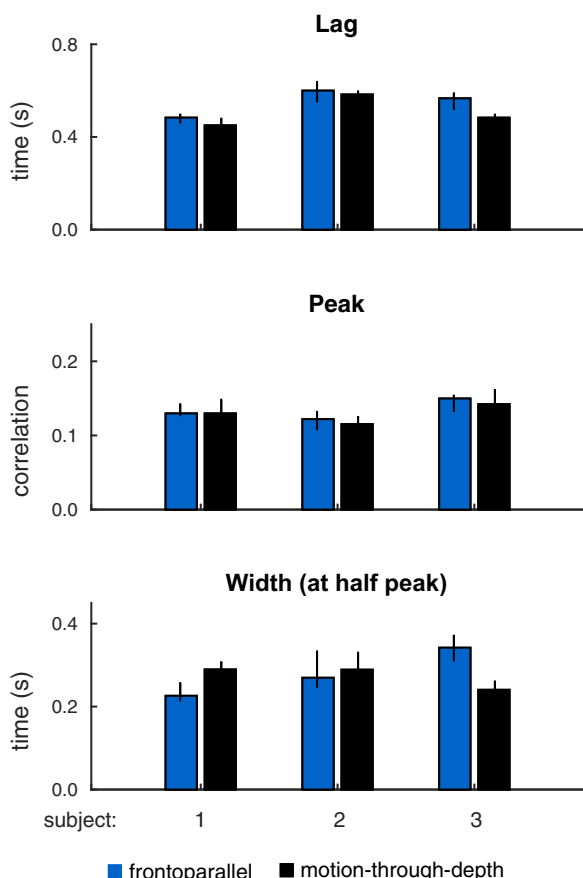 Lag
0.8
0.4
0.0
time (s)
Peak
0.2
0.1
0.0
correlation
Width (at half peak)
0.4
0.2
0.0
time (s)
subject: 1 2 3
frontoparallel motion-through-depth